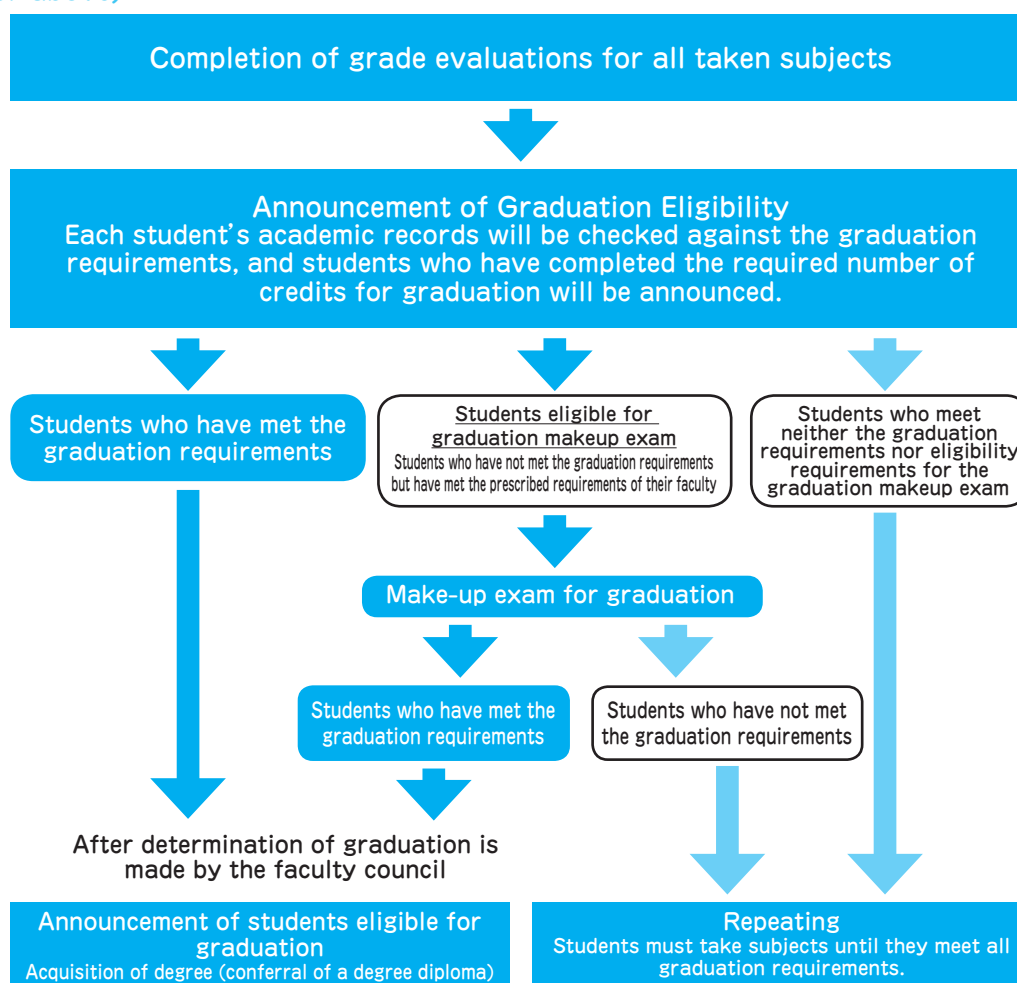 Completion of grade evaluations for all taken subjects
Announcement of Graduation Eligibility
Each student’s academic records will be checked against the graduation
requirements, and students who have completed the required number of
credits for graduation will be announced.
Students who have met the
graduation requirements
Students eligible for
graduation makeup exam
Students who have not met the graduation requirements
but have met the prescribed requirements of their faculty
Students who meet
neither the graduation
requirements nor eligibility
requirements for the
graduation makeup exam
Make-up exam for graduation
Students who have met the
graduation requirements
Students who have not met
the graduation requirements
After determination of graduation is
made by the faculty council
Announcement of students eligible for
graduation
Acquisition of degree (conferral of a degree diploma)
Repeating
Students must take subjects until they meet all
graduation requirements.